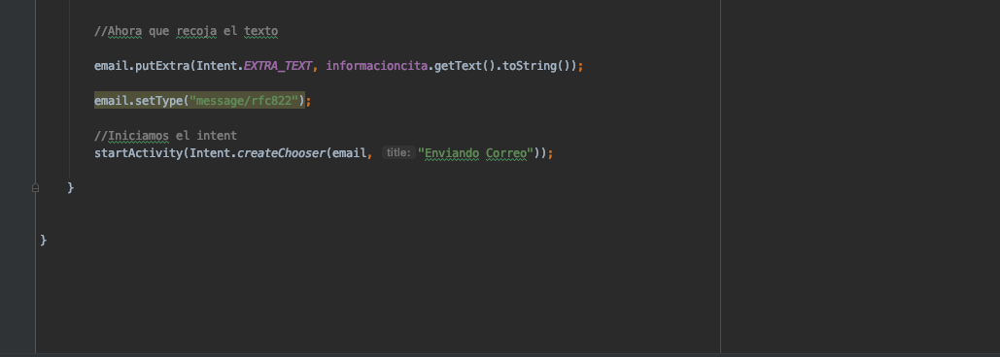 //Ahora que recoja el texto
email.putExtra(Intent.EXTRA_TEXT, informacioncita.getText().toString());
email.setType("message/rfc822");
//Iniciamos el intent
startActivity(Intent.createChooser(email, title: "Enviando Correo"));
}
}